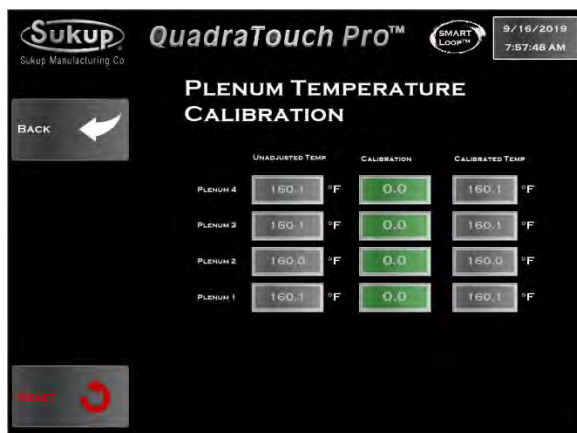 Sukup
Sukup Manufacturing Co
QuadraTouch Pro™
SMART
LOOP™
9/16/2019
7:57:48 AM
PLENUM TEMPERATURE
CALIBRATION
BACK
UNADJUSTED TEMP CALIBRATION CALIBRATED TEMP
PLENUM 4 160.1 °F 0.0 160.1 °F
PLENUM 3 160.1 °F 0.0 160.1 °F
PLENUM 2 160.0 °F 0.0 160.0 °F
PLENUM 1 160.1 °F 0.0 160.1 °F
RESET